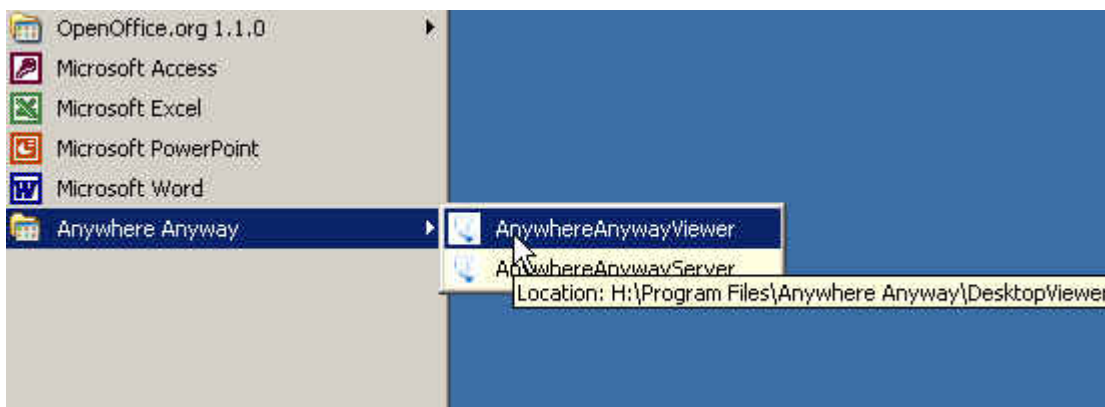 OpenOffice.org 1.1.0
Microsoft Access
Microsoft Excel
Microsoft PowerPoint
Microsoft Word
Anywhere Anyway
AnywhereAnywayViewer
AnywhereAnywayServer
Location: H:\Program Files\Anywhere Anyway\DesktopViewer